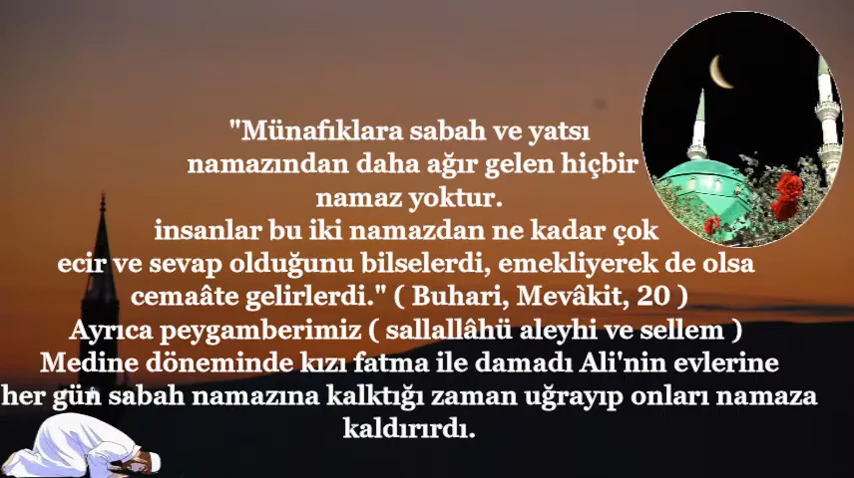 "Münafıklara sabah ve yatsı
namazından daha ağır gelen hiçbir
namaz yoktur.
insanlar bu iki namazdan ne kadar çok
ecir ve sevap olduğunu bilselerdi, emekliyerek de olsa
cemaâte gelirlerdi." ( Buhari, Mevâkit, 20 )
Ayrıca peygamberimiz ( sallallâhü aleyhi ve sellem )
Medine döneminde kızı fatma ile damadı Ali'nin evlerine
her gün sabah namazına kalktığı zaman uğrayıp onları namaza
kaldırırdı.